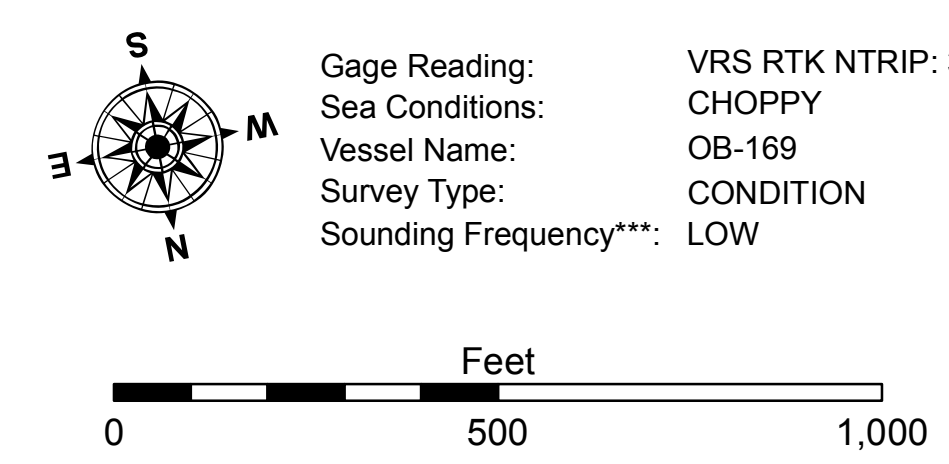 S
W
E
N
Gage Reading: VRS RTK NTRIP:
Sea Conditions: CHOPPY
Vessel Name: OB-169
Survey Type: CONDITION
Sounding Frequency***: LOW
Feet
0 500 1,000